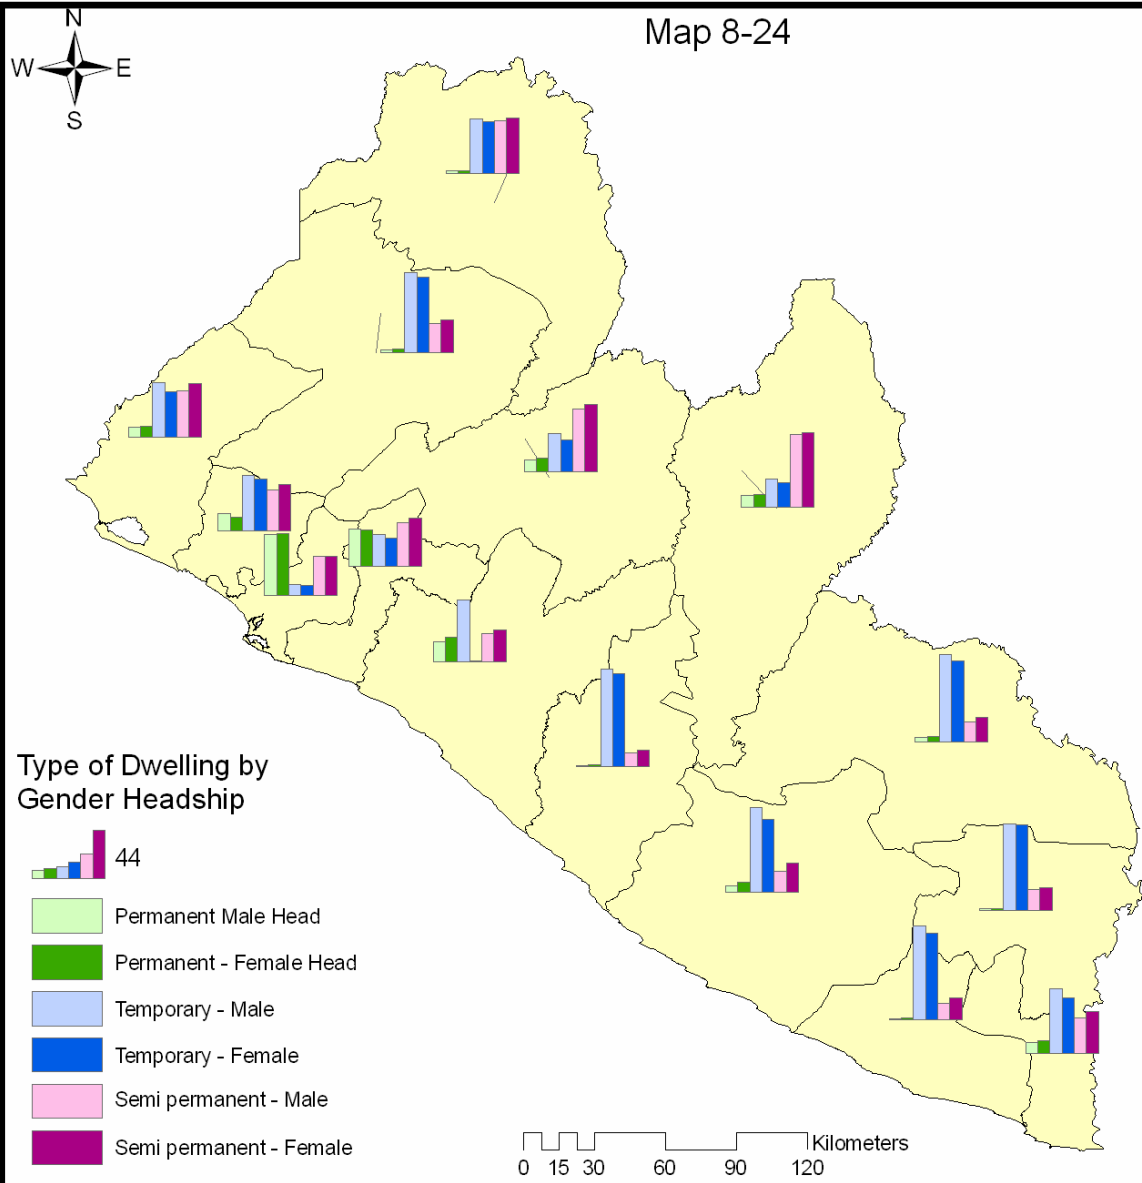 Map 8-24
N
W E
S
Type of Dwelling by
Gender Headship
44
Permanent Male Head
Permanent - Female Head
Temporary - Male
Temporary - Female
Semi permanent - Male
Semi permanent - Female
Kilometers
0 15 30 60 90 120